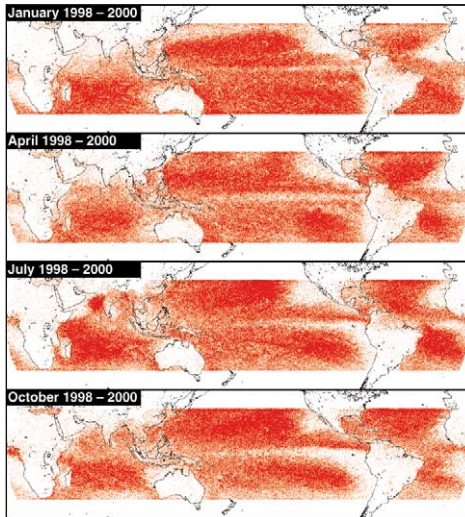 January 1998 – 2000
April 1998 – 2000
July 1998 – 2000
October 1998 – 2000